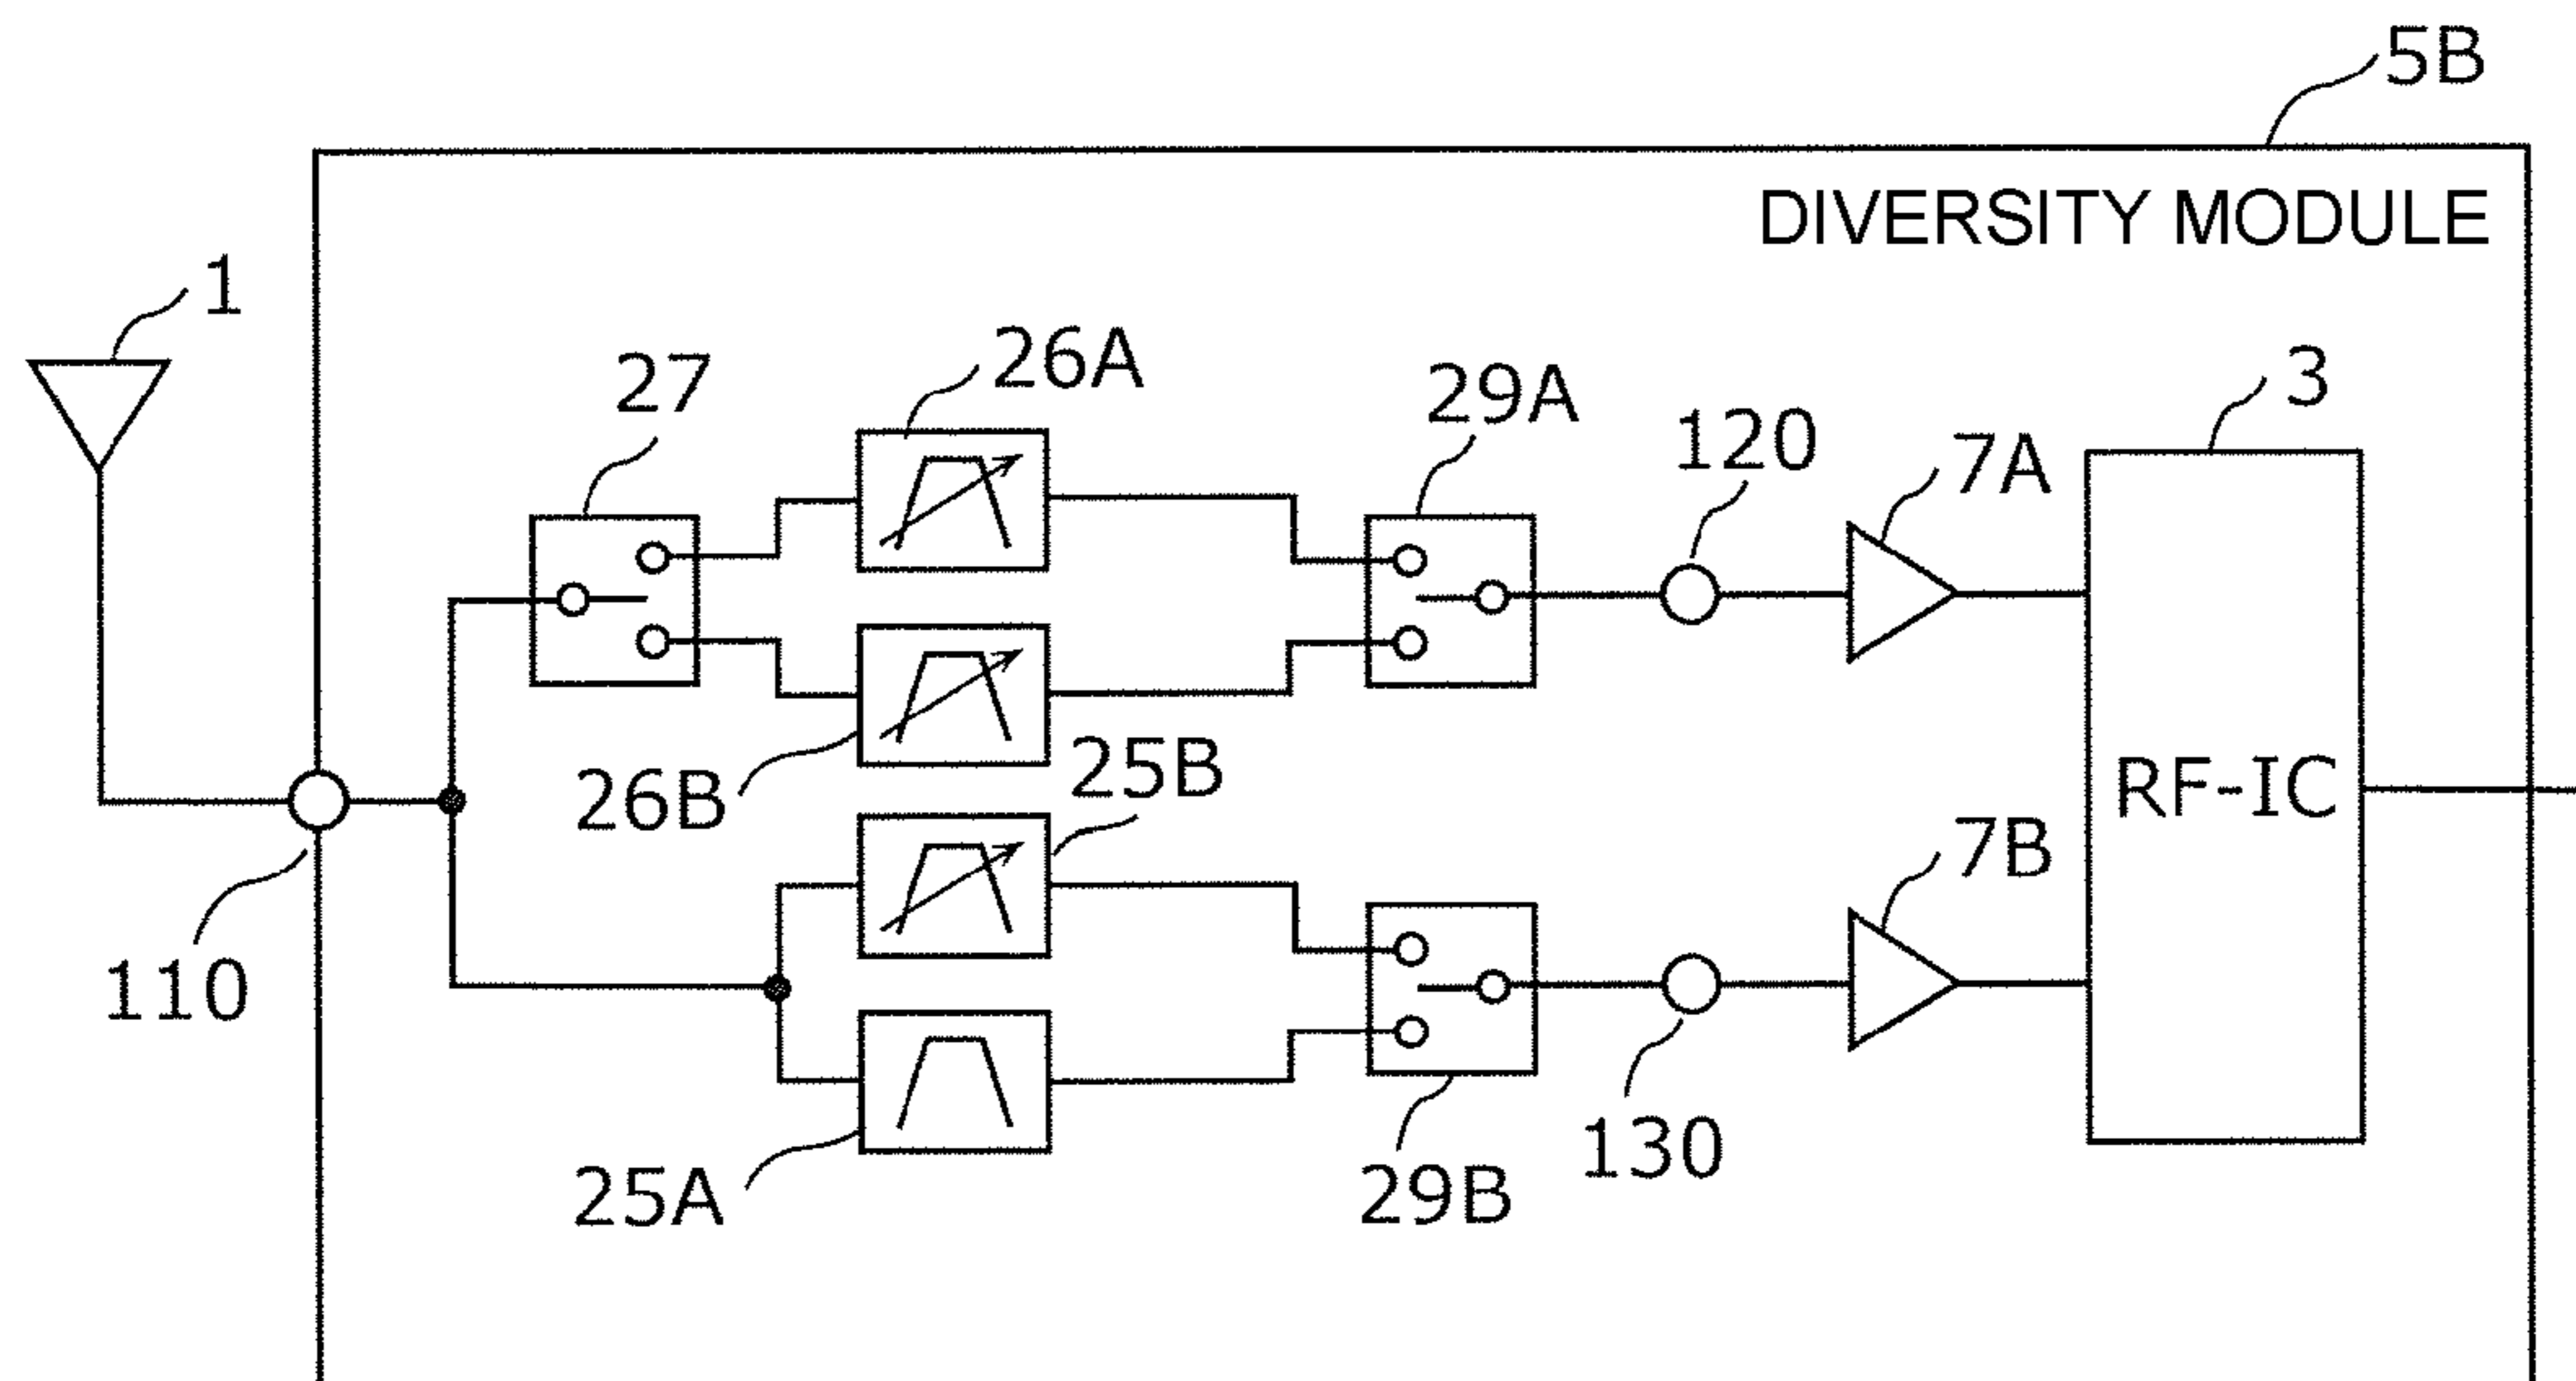 5B
DIVERSITY MODULE
1
27
26A
29A
120
7A
3
26B
25B
RF-IC
110
7B
25A
29B
130